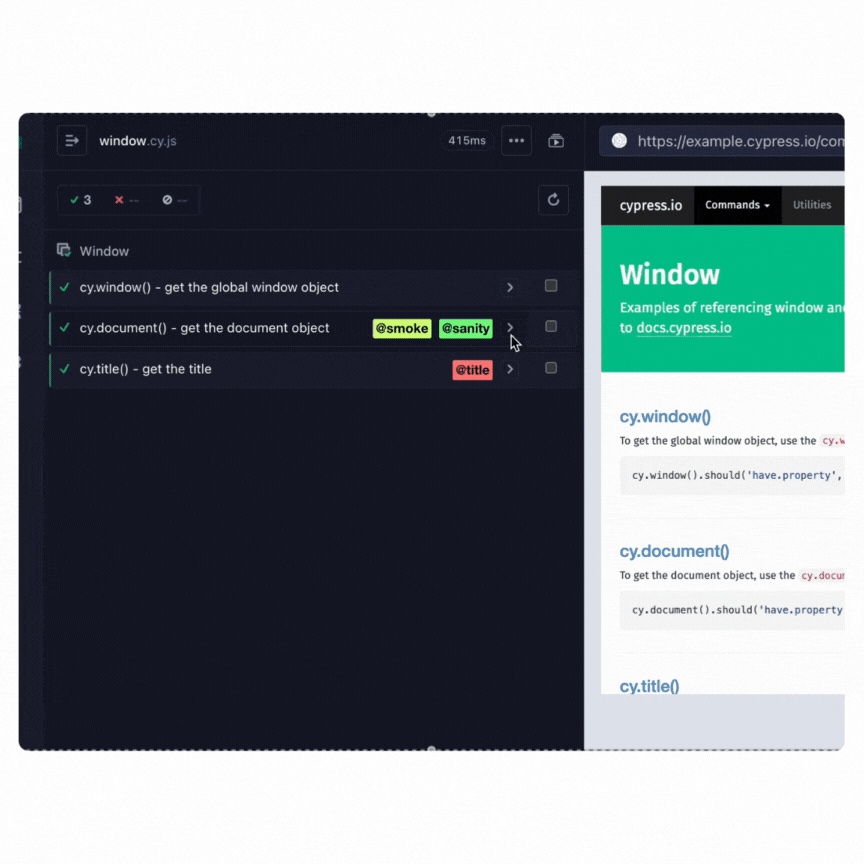 window.cy.js
415ms
3 -- --
Window
cy.window() - get the global window object
cy.document() - get the document object @smoke @sanity
cy.title() - get the title @title
https://example.cypress.io/com
cypress.io Commands Utilities
Window
Examples of referencing window and
to docs.cypress.io
cy.window()
To get the global window object, use the cy.w
cy.window().should('have.property',
cy.document()
To get the document object, use the cy.docum
cy.document().should('have.property
cy.title()